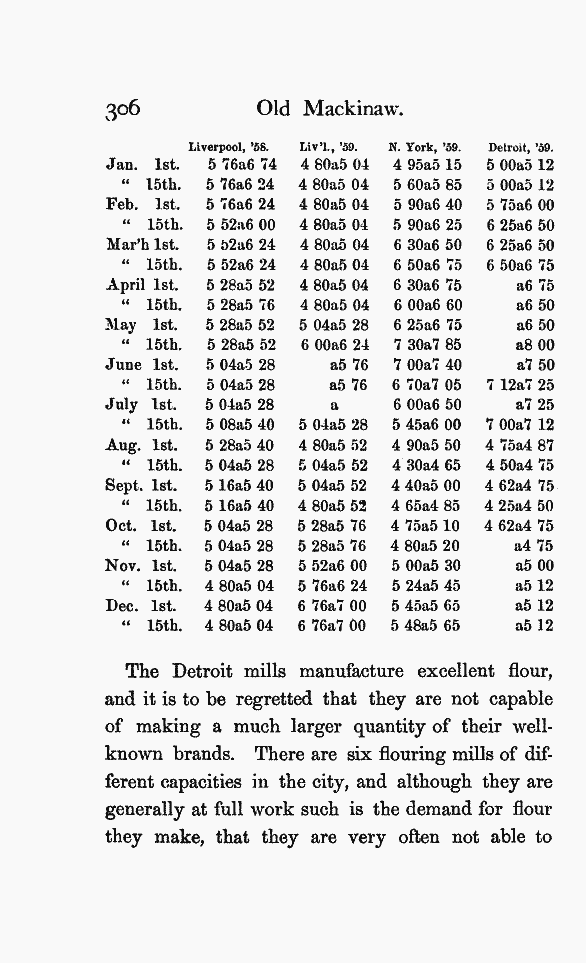 306 Old Mackinaw.
Liverpool, '58. Liv'l., '59. N. York, '59. Detroit, '59.
Jan. 1st. 5 76a6 74 4 80a5 04 4 95a5 15 5 00a5 12
“ 15th. 5 76a6 24 4 80a5 04 5 60a5 85 5 00a5 12
Feb. 1st. 5 76a6 24 4 80a5 04 5 90a6 40 5 75a6 00
“ 15th. 5 52a6 00 4 80a5 04 5 90a6 25 6 25a6 50
Mar'h 1st. 5 52a6 24 4 80a5 04 6 30a6 50 6 25a6 50
“ 15th. 5 52a6 24 4 80a5 04 6 50a6 75 6 50a6 75
April 1st. 5 28a5 52 4 80a5 04 6 30a6 75 a6 75
“ 15th. 5 28a5 76 4 80a5 04 6 00a6 60 a6 50
May 1st. 5 28a5 52 5 04a5 28 6 25a6 75 a6 50
“ 15th. 5 28a5 52 6 00a6 24 7 30a7 85 a8 00
June 1st. 5 04a5 28 a5 76 7 00a7 40 a7 50
“ 15th. 5 04a5 28 a5 76 6 70a7 05 7 12a7 25
July 1st. 5 04a5 28 a 6 00a6 50 a7 25
“ 15th. 5 08a5 40 5 04a5 28 5 45a6 00 7 00a7 12
Aug. 1st. 5 28a5 40 4 80a5 52 4 90a5 50 4 75a4 87
“ 15th. 5 04a5 28 5 04a5 52 4 30a4 65 4 50a4 75
Sept. 1st. 5 16a5 40 5 04a5 52 4 40a5 00 4 62a4 75
“ 15th. 5 16a5 40 4 80a5 52 4 65a4 85 4 25a4 50
Oct. 1st. 5 04a5 28 5 28a5 76 4 75a5 10 4 62a4 75
“ 15th. 5 04a5 28 5 28a5 76 4 80a5 20 a4 75
Nov. 1st. 5 04a5 28 5 52a6 00 5 00a5 30 a5 00
“ 15th. 4 80a5 04 5 76a6 24 5 24a5 45 a5 12
Dec. 1st. 4 80a5 04 6 76a7 00 5 45a5 65 a5 12
“ 15th. 4 80a5 04 6 76a7 00 5 48a5 65 a5 12
The Detroit mills manufacture excellent flour,
and it is to be regretted that they are not capable
of making a much larger quantity of their well-
known brands. There are six flouring mills of dif-
ferent capacities in the city, and although they are
generally at full work such is the demand for flour
they make, that they are very often not able to